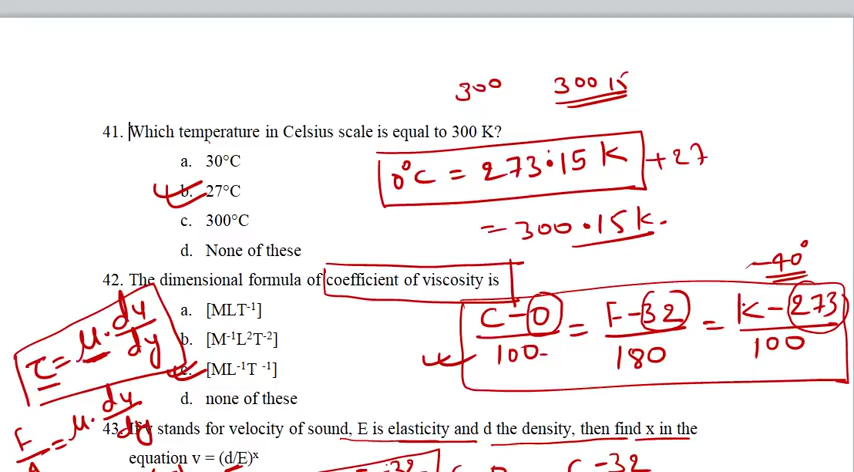 300 300 15
41. Which temperature in Celsius scale is equal to 300 K?
a. 30°C
0°C = 273.15 K + 27
b. 27°C
= 300.15 K.
c. 300°C
d. None of these
-40°
42. The dimensional formula of coefficient of viscosity is
a. [MLT⁻¹]
C-0/100 = F-32/180 = K-273/100
τ = μ. du/dy
b. [M⁻¹L²T⁻²]
c. [ML⁻¹T ⁻¹]
d. none of these
F/A = μ. du/dy
43. If v stands for velocity of sound, E is elasticity and d the density, then find x in the
equation v = (d/E)ˣ